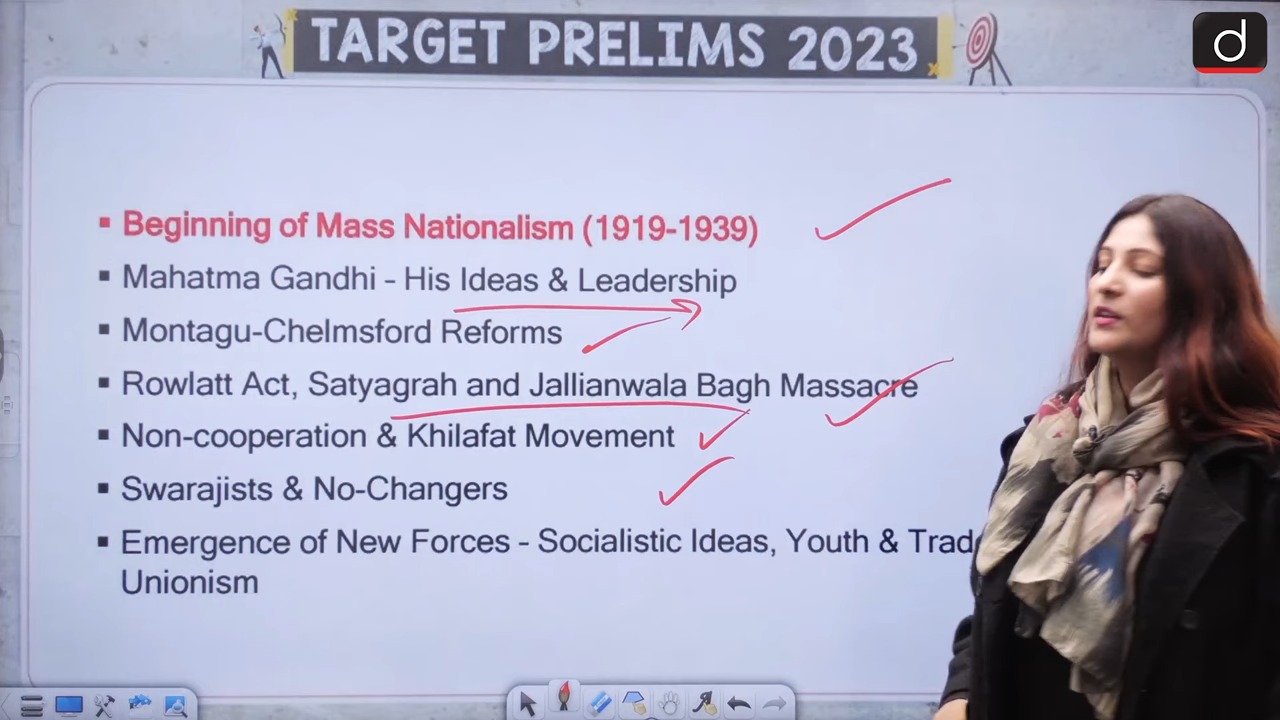 TARGET PRELIMS 2023
d
▪ Beginning of Mass Nationalism (1919-1939)
▪ Mahatma Gandhi - His Ideas & Leadership
▪ Montagu-Chelmsford Reforms
▪ Rowlatt Act, Satyagrah and Jallianwala Bagh Massacre
▪ Non-cooperation & Khilafat Movement
▪ Swarajists & No-Changers
▪ Emergence of New Forces - Socialistic Ideas, Youth &
Unionism